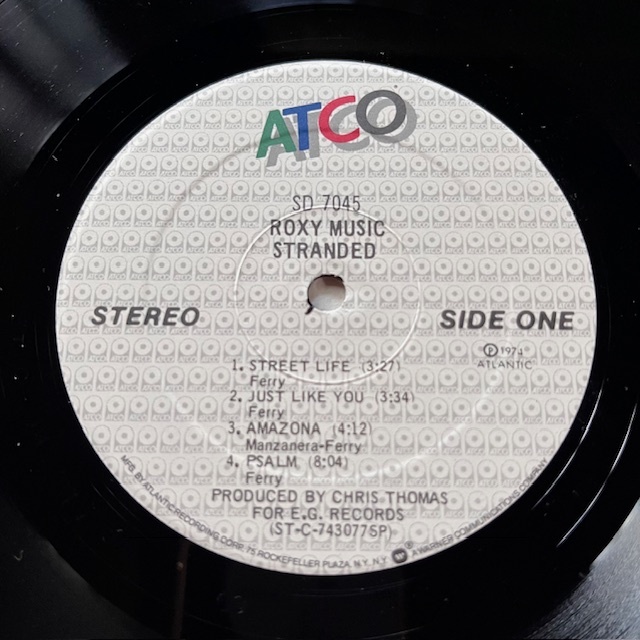 ATCO
SD 7045
ROXY MUSIC
STRANDED
STEREO
SIDE ONE
Ⓟ 1974
ATLANTIC
1. STREET LIFE (3:27)
Ferry
2. JUST LIKE YOU (3:34)
Ferry
3. AMAZONA (4:12)
Manzanera-Ferry
4. PSALM (8:04)
Ferry
PRODUCED BY CHRIS THOMAS
FOR E.G. RECORDS
(ST-C-743077SP)
MFG. BY ATLANTIC RECORDING CORP., 75 ROCKEFELLER PLAZA, N.Y., N.Y. A WARNER COMMUNICATIONS COMPANY